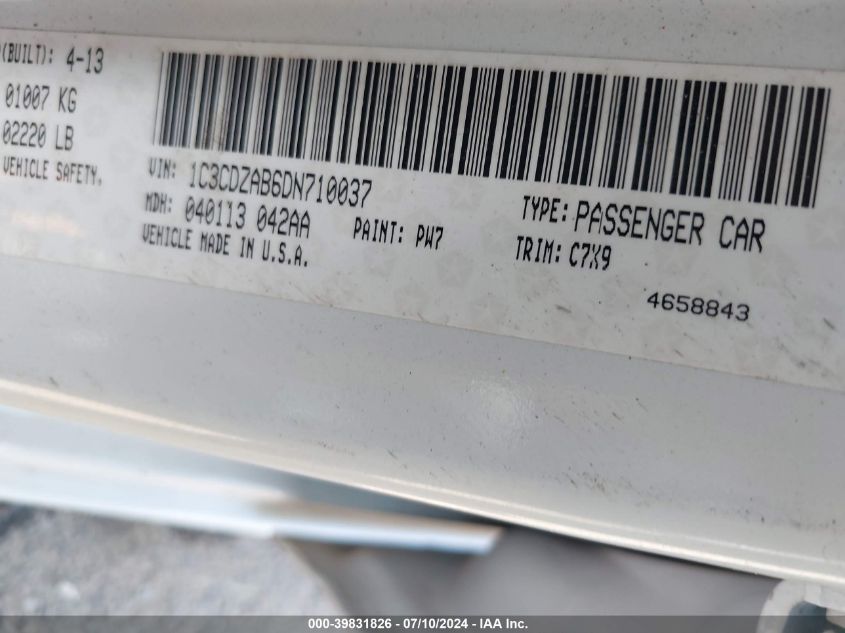 (BUILT): 4-13
01007 KG
02220 LB
VEHICLE SAFETY,
VIN: 1C3CDZAB6DN710037
MDH: 040113 042AA
PAINT: PW7
VEHICLE MADE IN U.S.A.
TYPE: PASSENGER CAR
TRIM: C7X9
4658843
000-39831826 / 07/10/2024 - IAA Inc.